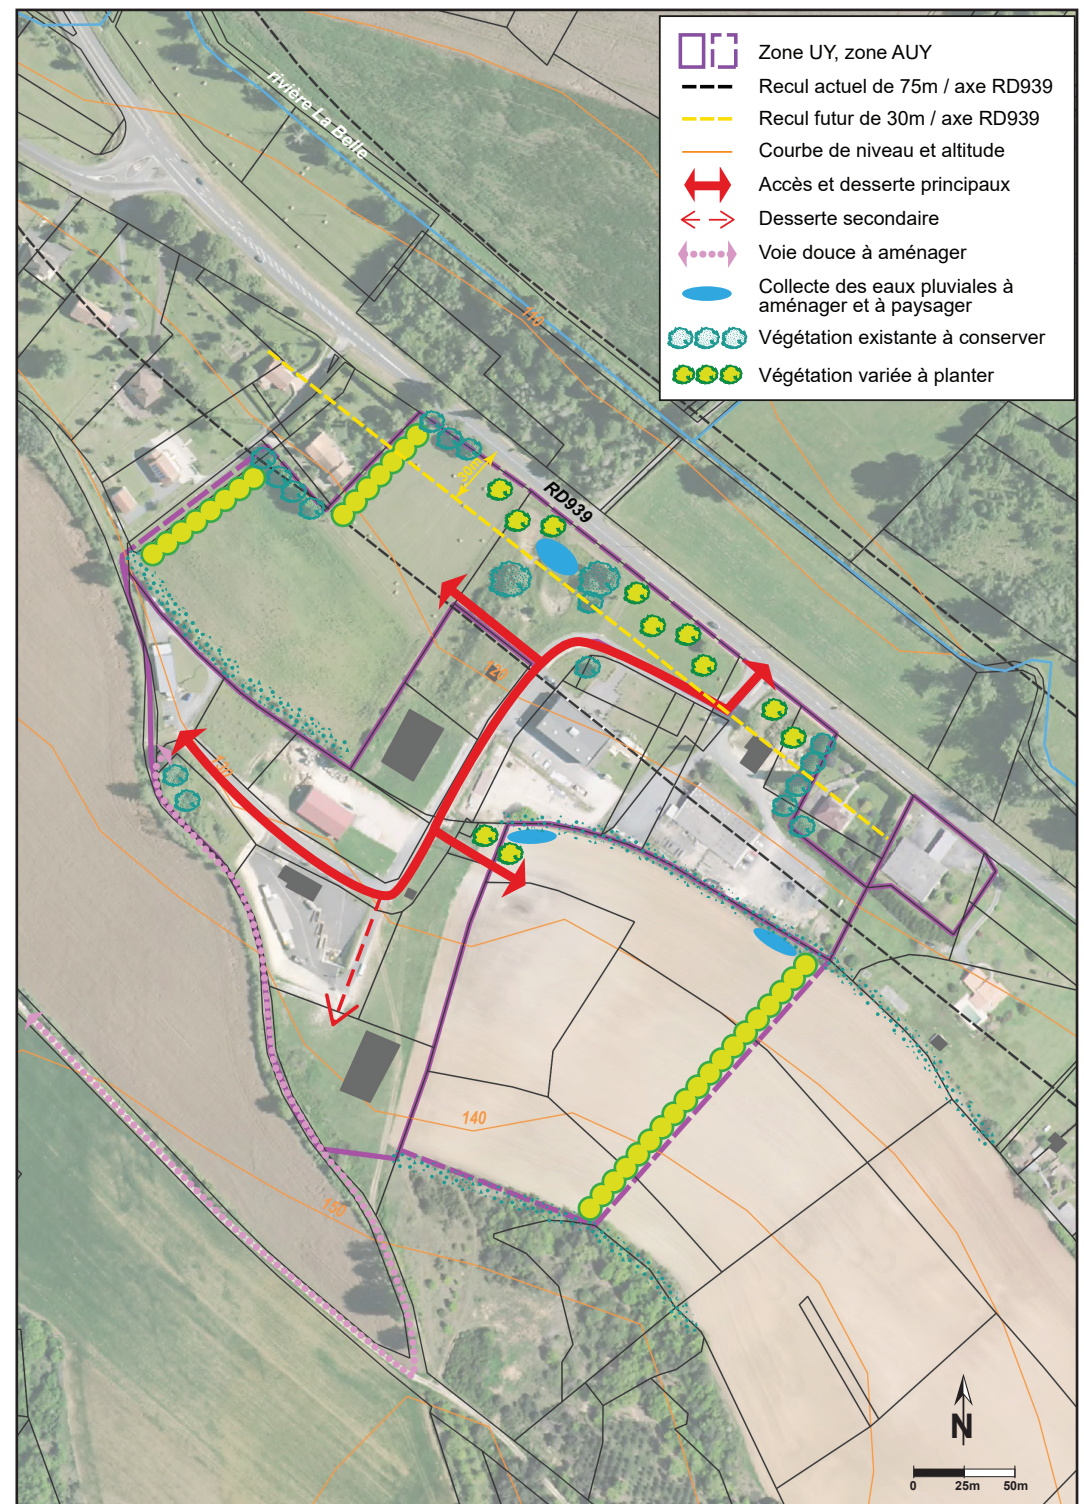 Zone UY, zone AUY
Recul actuel de 75m / axe RD939
Recul futur de 30m / axe RD939
Courbe de niveau et altitude
Accès et desserte principaux
Desserte secondaire
Voie douce à aménager
Collecte des eaux pluviales à
aménager et à paysager
Végétation existante à conserver
Végétation variée à planter
rivière La Belle
110
30m
RD939
120
140
150
N
0 25m 50m